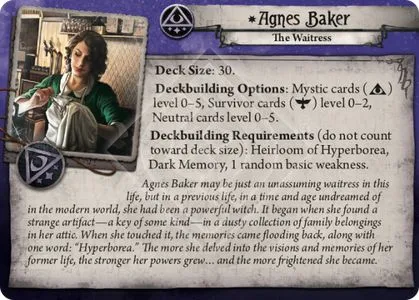 *Agnes Baker
The Waitress
Deck Size: 30.
Deckbuilding Options: Mystic cards ()
level 0–5, Survivor cards () level 0–2,
Neutral cards level 0–5.
Deckbuilding Requirements (do not count
toward deck size): Heirloom of Hyperborea,
Dark Memory, 1 random basic weakness.
Agnes Baker may be just an unassuming waitress in this
life, but in a previous life, in a time and age undreamed of
in the modern world, she had been a powerful witch. It began when she found a
strange artifact—a key of some kind—in a dusty collection of family belongings
in her attic. When she touched it, the memories came flooding back, along with
one word: “Hyperborea.” The more she delved into the visions and memories of her
former life, the stronger her powers grew… and the more frightened she became.